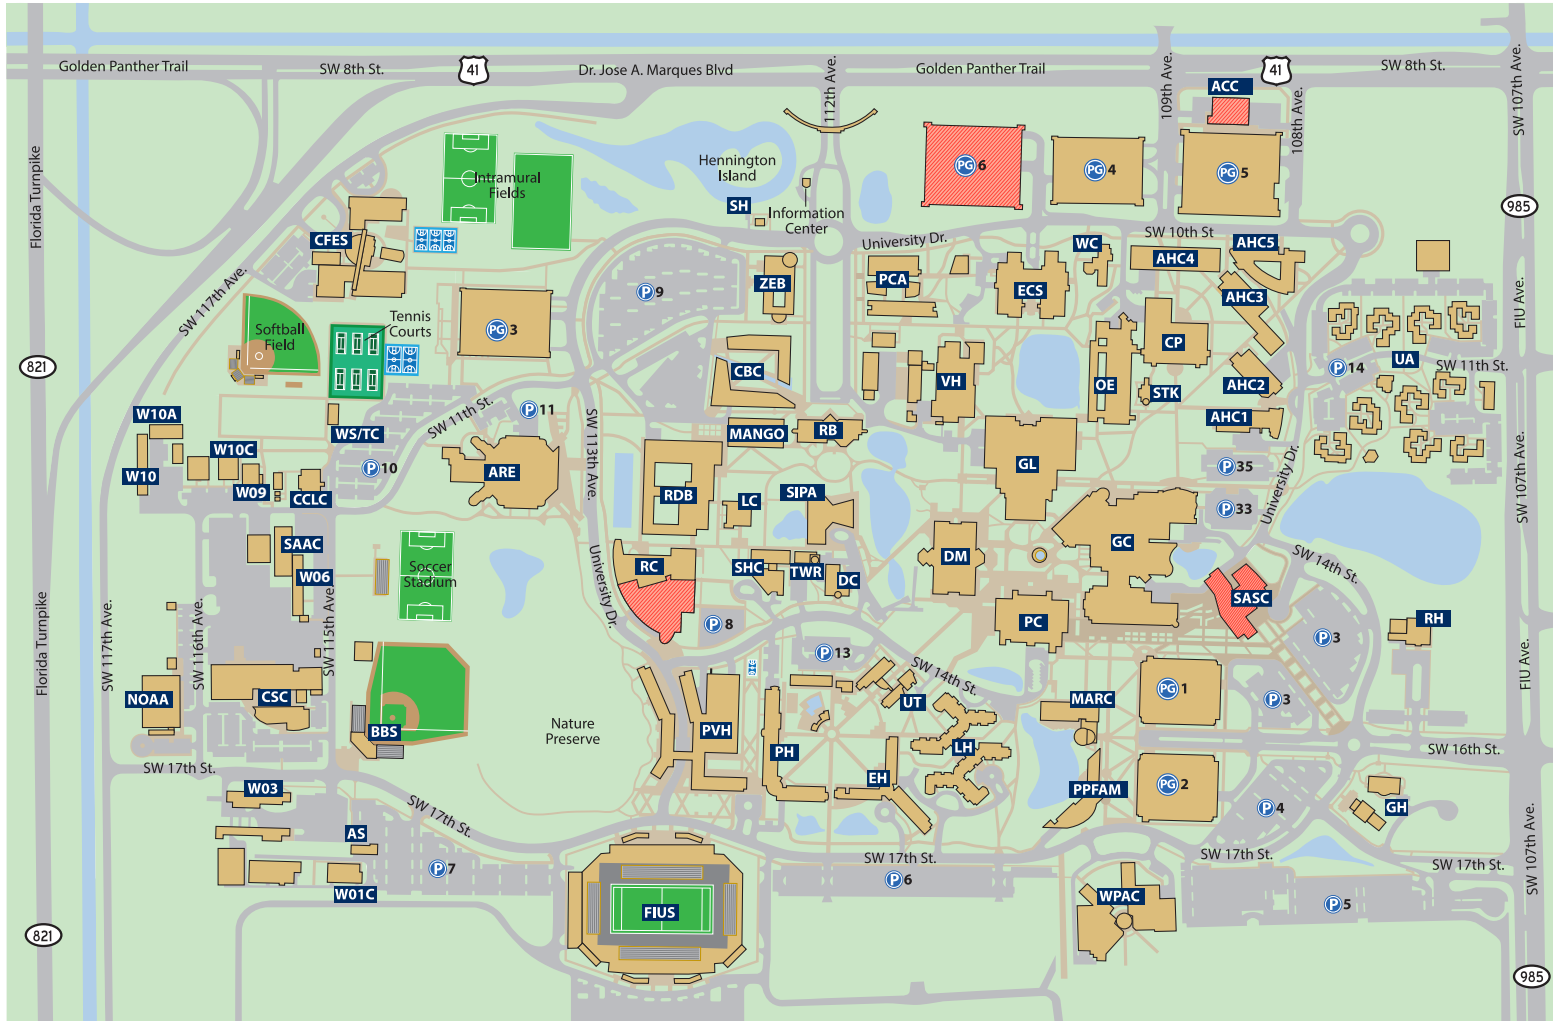 Golden Panther Trail
SW 8th St.
41
Dr. Jose A. Marques Blvd
112th Ave.
Golden Panther Trail
109th Ave.
41
108th Ave.
SW 8th St.
SW 107th Ave.
ACC
Florida Turnpike
Intramural
Fields
Hennington
Island
SH
Information
Center
PG 6
PG 4
PG 5
985
University Dr.
WC
SW 10th St
AHC5
AHC4
CFES
SW 117th Ave.
P 9
ZEB
PCA
ECS
AHC3
FIU Ave.
Tennis
Courts
Softball
Field
PG 3
CP
821
CBC
VH
OE
STK
AHC2
P 14
UA
SW 11th St.
W10A
WS/TC
SW 11th St.
P 11
SW 113th Ave.
MANGO
RB
AHC1
W10C
W10
W09
CCLC
P 10
ARE
RDB
LC
SIPA
GL
P 35
P 33
University Dr.
SW 107th Ave.
SAAC
W06
Soccer
Stadium
University Dr.
RC
SHC
TWR
DC
DM
GC
SW 14th St.
SASC
Florida Turnpike
SW 117th Ave.
SW 116th Ave.
SW 115th Ave.
P 8
P 13
PC
P 3
RH
FIU Ave.
SW 14th St.
NOAA
CSC
BBS
Nature
Preserve
PVH
PH
UT
LH
EH
MARC
PG 1
P 3
SW 16th St.
SW 17th St.
PPFAM
PG 2
P 4
GH
W03
SW 17th St.
AS
W01C
P 7
SW 17th St.
P 6
SW 17th St.
SW 17th St.
SW 107th Ave.
FIUS
WPAC
P 5
821
985